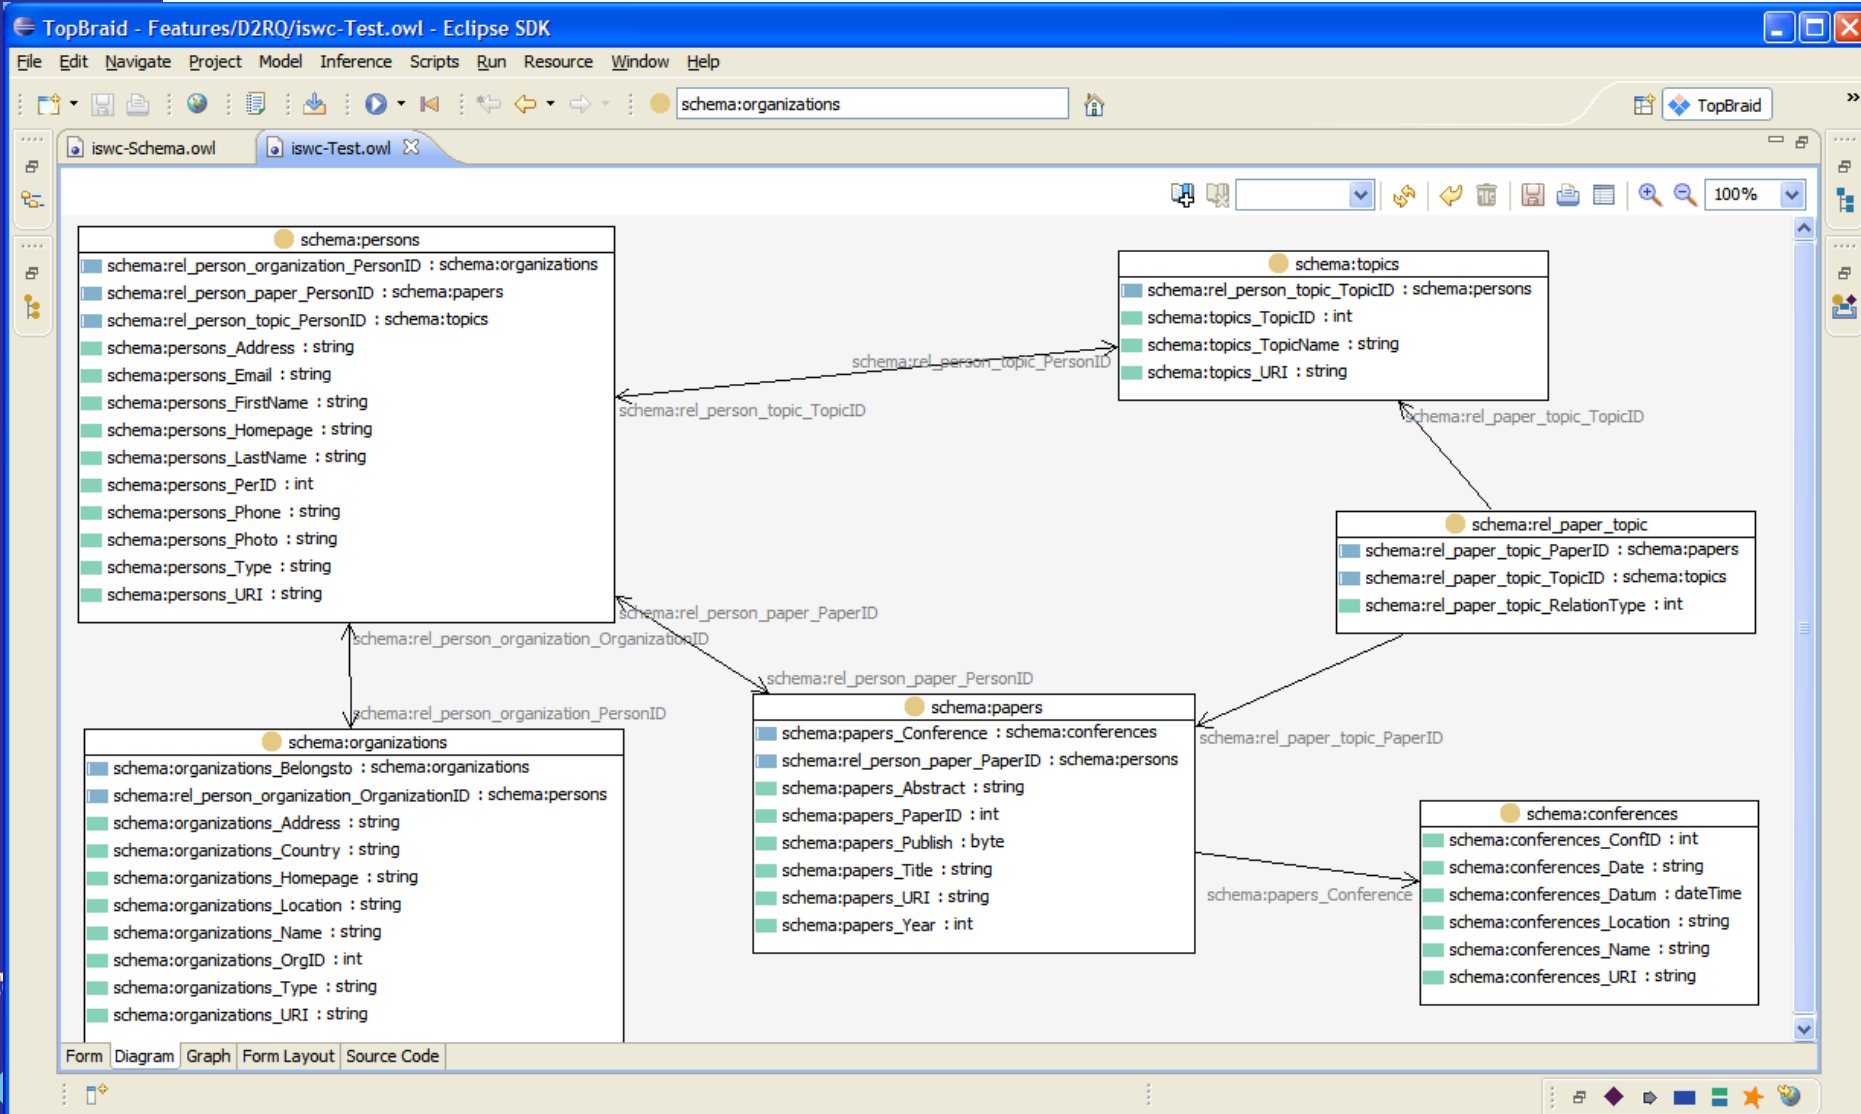 TopBraid - Features/D2RQ/iswc-Test.owl - Eclipse SDK
File Edit Navigate Project Model Inference Scripts Run Resource Window Help
schema:organizations
TopBraid
iswc-Schema.owl
iswc-Test.owl
100%
schema:persons
schema:rel_person_organization_PersonID : schema:organizations
schema:rel_person_paper_PersonID : schema:papers
schema:rel_person_topic_PersonID : schema:topics
schema:persons_Address : string
schema:persons_Email : string
schema:persons_FirstName : string
schema:persons_Homepage : string
schema:persons_LastName : string
schema:persons_PerID : int
schema:persons_Phone : string
schema:persons_Photo : string
schema:persons_Type : string
schema:persons_URI : string
schema:topics
schema:rel_person_topic_TopicID : schema:persons
schema:topics_TopicID : int
schema:topics_TopicName : string
schema:topics_URI : string
schema:rel_person_topic_PersonID
schema:rel_person_topic_TopicID
schema:rel_paper_topic_TopicID
schema:rel_paper_topic
schema:rel_paper_topic_PaperID : schema:papers
schema:rel_paper_topic_TopicID : schema:topics
schema:rel_paper_topic_RelationType : int
schema:rel_person_paper_PaperID
schema:rel_person_organization_OrganizationID
schema:rel_person_paper_PersonID
schema:rel_person_organization_PersonID
schema:rel_paper_topic_PaperID
schema:organizations
schema:organizations_Belongsto : schema:organizations
schema:rel_person_organization_OrganizationID : schema:persons
schema:organizations_Address : string
schema:organizations_Country : string
schema:organizations_Homepage : string
schema:organizations_Location : string
schema:organizations_Name : string
schema:organizations_OrgID : int
schema:organizations_Type : string
schema:organizations_URI : string
schema:papers
schema:papers_Conference : schema:conferences
schema:rel_person_paper_PaperID : schema:persons
schema:papers_Abstract : string
schema:papers_PaperID : int
schema:papers_Publish : byte
schema:papers_Title : string
schema:papers_URI : string
schema:papers_Year : int
schema:papers_Conference
schema:conferences
schema:conferences_ConfID : int
schema:conferences_Date : string
schema:conferences_Datum : dateTime
schema:conferences_Location : string
schema:conferences_Name : string
schema:conferences_URI : string
Form Diagram Graph Form Layout Source Code